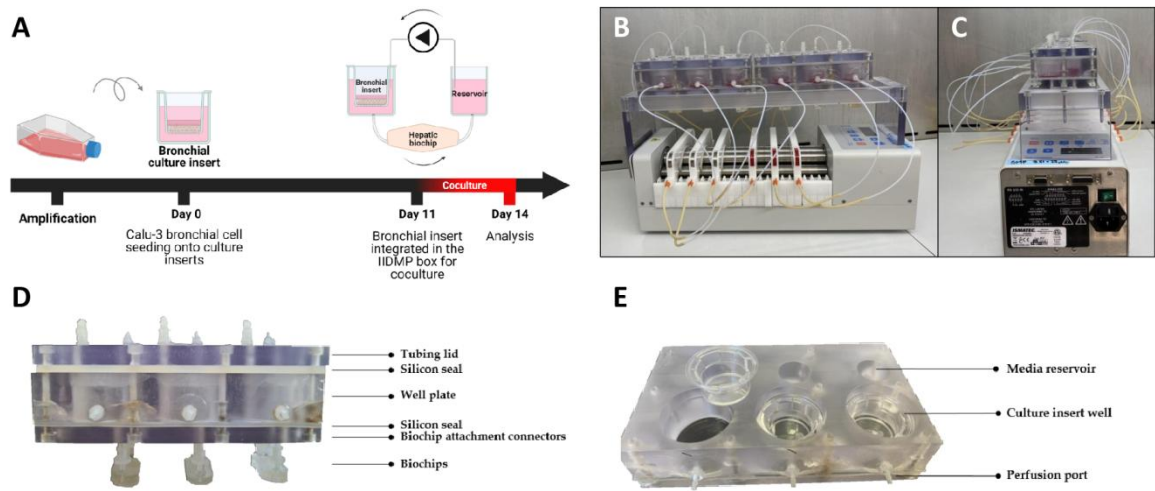 A
Bronchial
insert
Reservoir
Hepatic
biochip
Bronchial
culture insert
Coculture
Amplification
Day 0
Day 11
Day 14
Calu-3 bronchial cell
seeding onto culture
inserts
Bronchial insert
integrated in the
IIDMP box for
coculture
Analysis
B
C
ISMATEC
D
Tubing lid
Silicon seal
Well plate
Silicon seal
Biochip attachment connectors
Biochips
E
Media reservoir
Culture insert well
Perfusion port